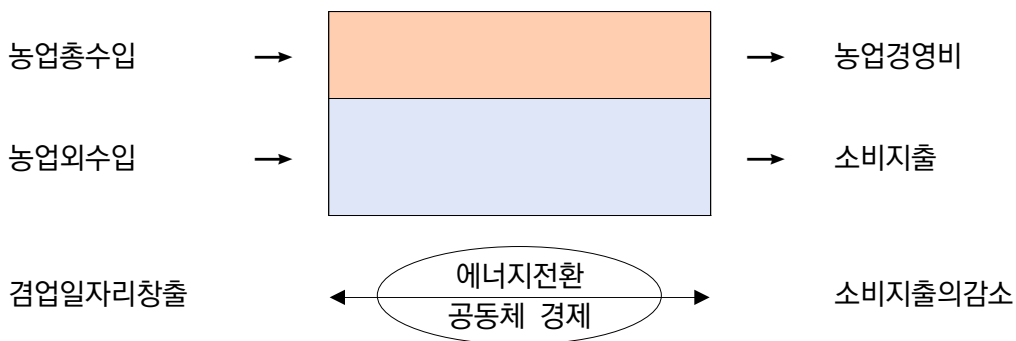 농업총수입 → → 농업경영비
농업외수입 → → 소비지출
에너지전환
겸업일자리창출 소비지출의감소
공동체 경제